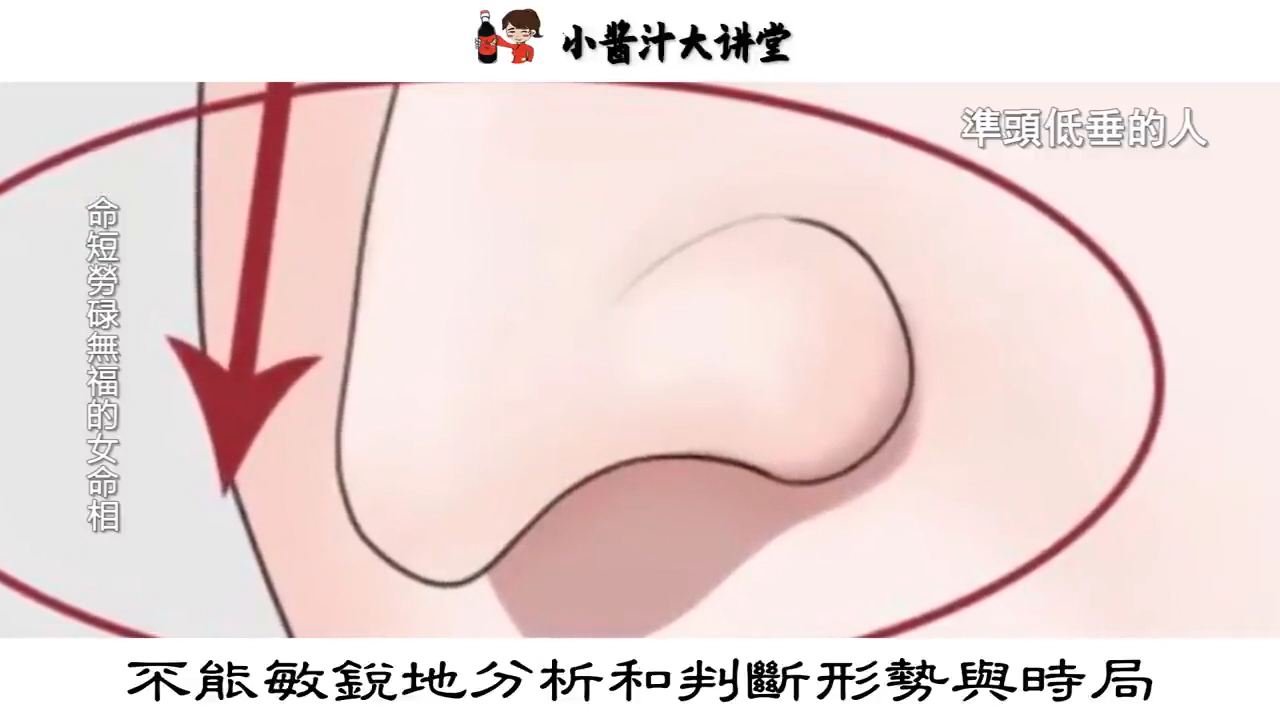 小酱汁大讲堂
準頭低垂的人
命短勞碌無福的女命相
不能敏銳地分析和判斷形勢與時局